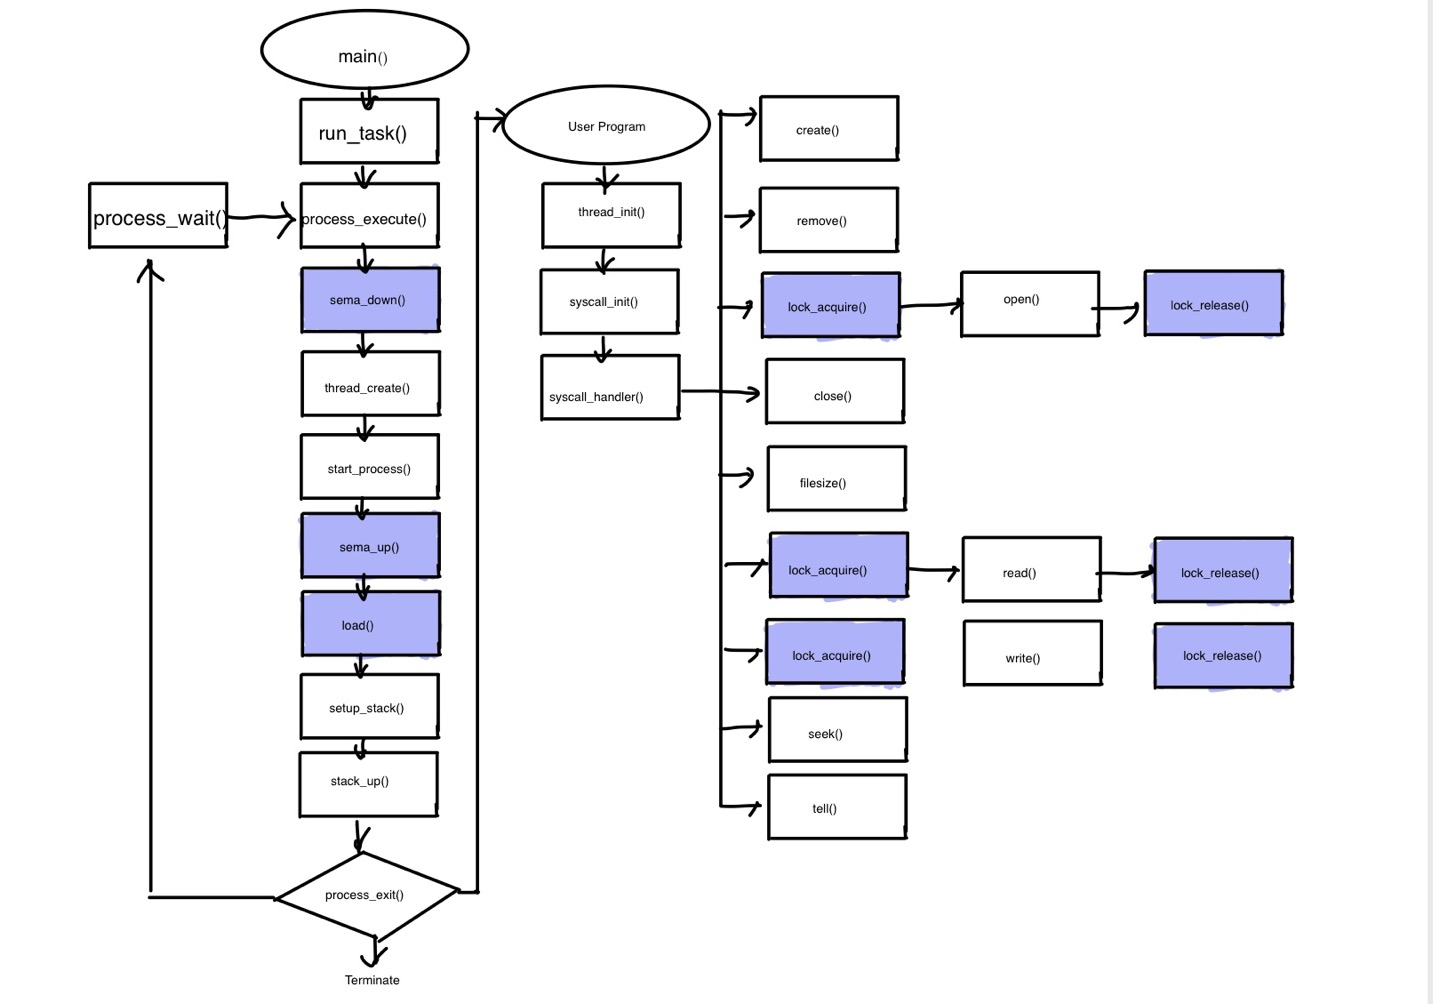 main()
run_task()
process_wait()
process_execute()
sema_down()
thread_create()
start_process()
sema_up()
load()
setup_stack()
stack_up()
process_exit()
Terminate
User Program
thread_init()
syscall_init()
syscall_handler()
create()
remove()
lock_acquire()
open()
lock_release()
close()
filesize()
lock_acquire()
read()
lock_release()
lock_acquire()
write()
lock_release()
seek()
tell()